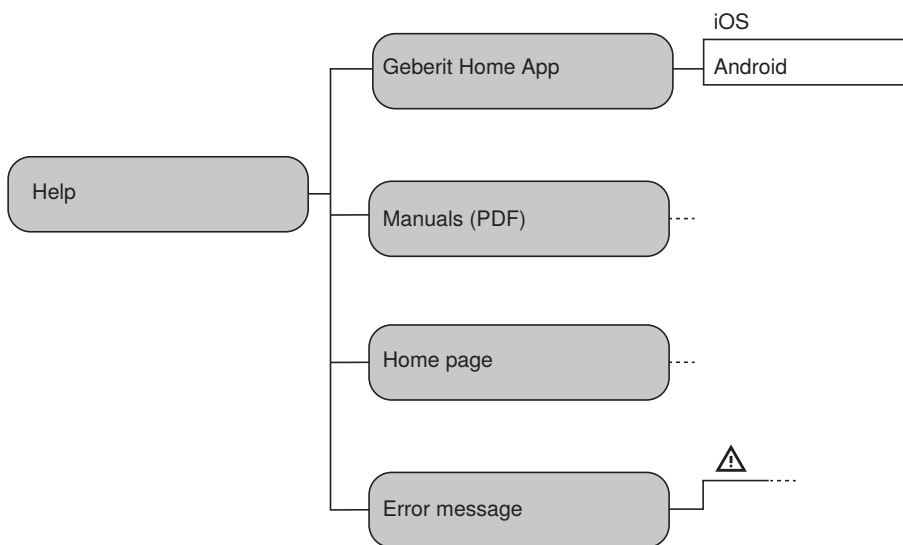 iOS
Geberit Home App
Android
Help
Manuals (PDF)
Home page
Error message